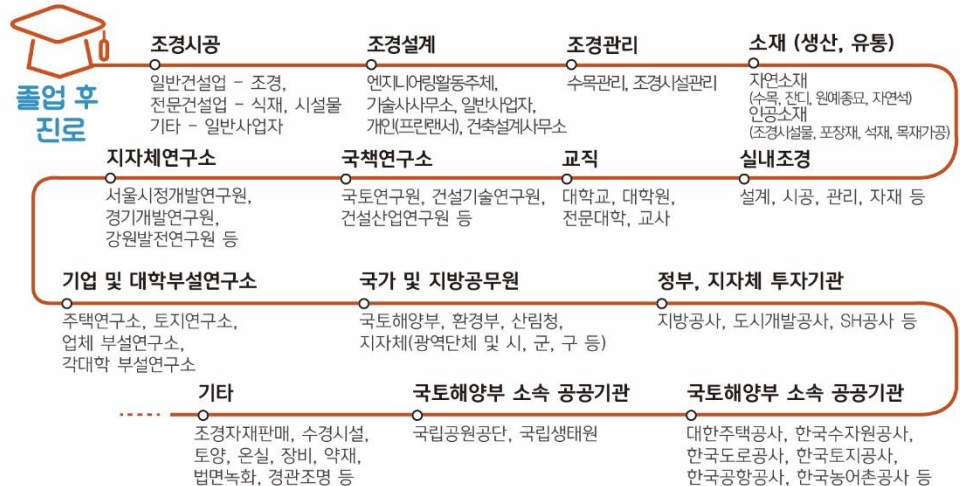 졸업 후
진로
조경시공
일반건설업 - 조경,
전문건설업 - 식재, 시설물
기타 - 일반사업자
조경설계
엔지니어링활동주체,
기술사사무소, 일반사업자,
개인(프린랜서), 건축설계사무소
조경관리
수목관리, 조경시설관리
소재 (생산, 유통)
자연소재
(수목, 잔디, 원예종묘, 자연석)
인공소재
(조경시설물, 포장재, 석재, 목재가공)
지자체연구소
서울시정개발연구원,
경기개발연구원,
강원발전연구원 등
국책연구소
국토연구원, 건설기술연구원,
건설산업연구원 등
교직
대학교, 대학원,
전문대학, 교사
실내조경
설계, 시공, 관리, 자재 등
기업 및 대학부설연구소
주택연구소, 토지연구소,
업체 부설연구소,
각대학 부설연구소
국가 및 지방공무원
국토해양부, 환경부, 산림청,
지자체(광역단체 및 시, 군, 구 등)
정부, 지자체 투자기관
지방공사, 도시개발공사, SH공사 등
기타
조경자재판매, 수경시설,
토양, 온실, 장비, 약재,
법면녹화, 경관조명 등
국토해양부 소속 공공기관
국립공원공단, 국립생태원
국토해양부 소속 공공기관
대한주택공사, 한국수자원공사,
한국도로공사, 한국토지공사,
한국공항공사, 한국농어촌공사 등